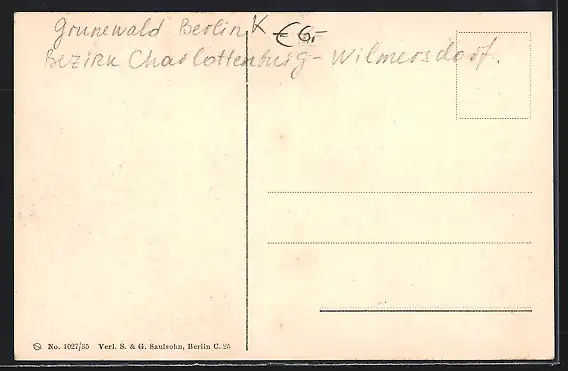 Grunewald Berlin K €6,-
Bezirk Charlottenburg - Wilmersdorf.
No. 1027/35 Verl. S. & G. Saulsohn, Berlin C. 25